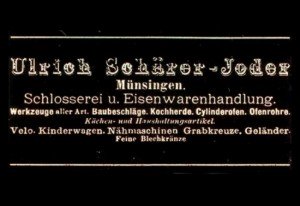 Ulrich Schärer-Joder
Münsingen.
Schlosserei u. Eisenwarenhandlung.
Werkzeuge aller Art. Baubeschläge. Kochherde. Cylinderofen. Ofenrohre.
Küchen- und Haushaltungsartikel.
Velo. Kinderwagen. Nähmaschinen Grabkreuze, Geländer.
Feine Blechkränze